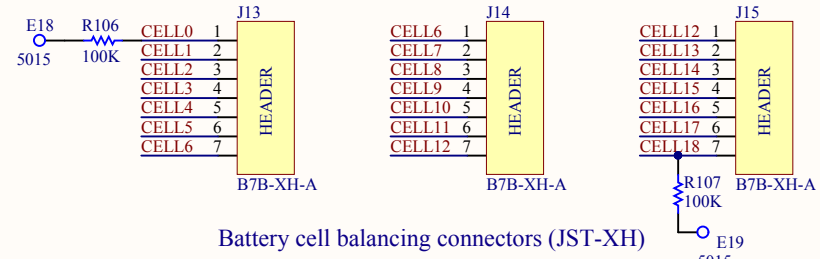 J13
J14
J15
E18
R106
5015
100K
CELL0 1
CELL1 2
CELL2 3
CELL3 4
CELL4 5
CELL5 6
CELL6 7
HEADER
B7B-XH-A
CELL6 1
CELL7 2
CELL8 3
CELL9 4
CELL10 5
CELL11 6
CELL12 7
HEADER
B7B-XH-A
CELL12 1
CELL13 2
CELL14 3
CELL15 4
CELL16 5
CELL17 6
CELL18 7
HEADER
B7B-XH-A
R107
100K
E19
5015
Battery cell balancing connectors (JST-XH)